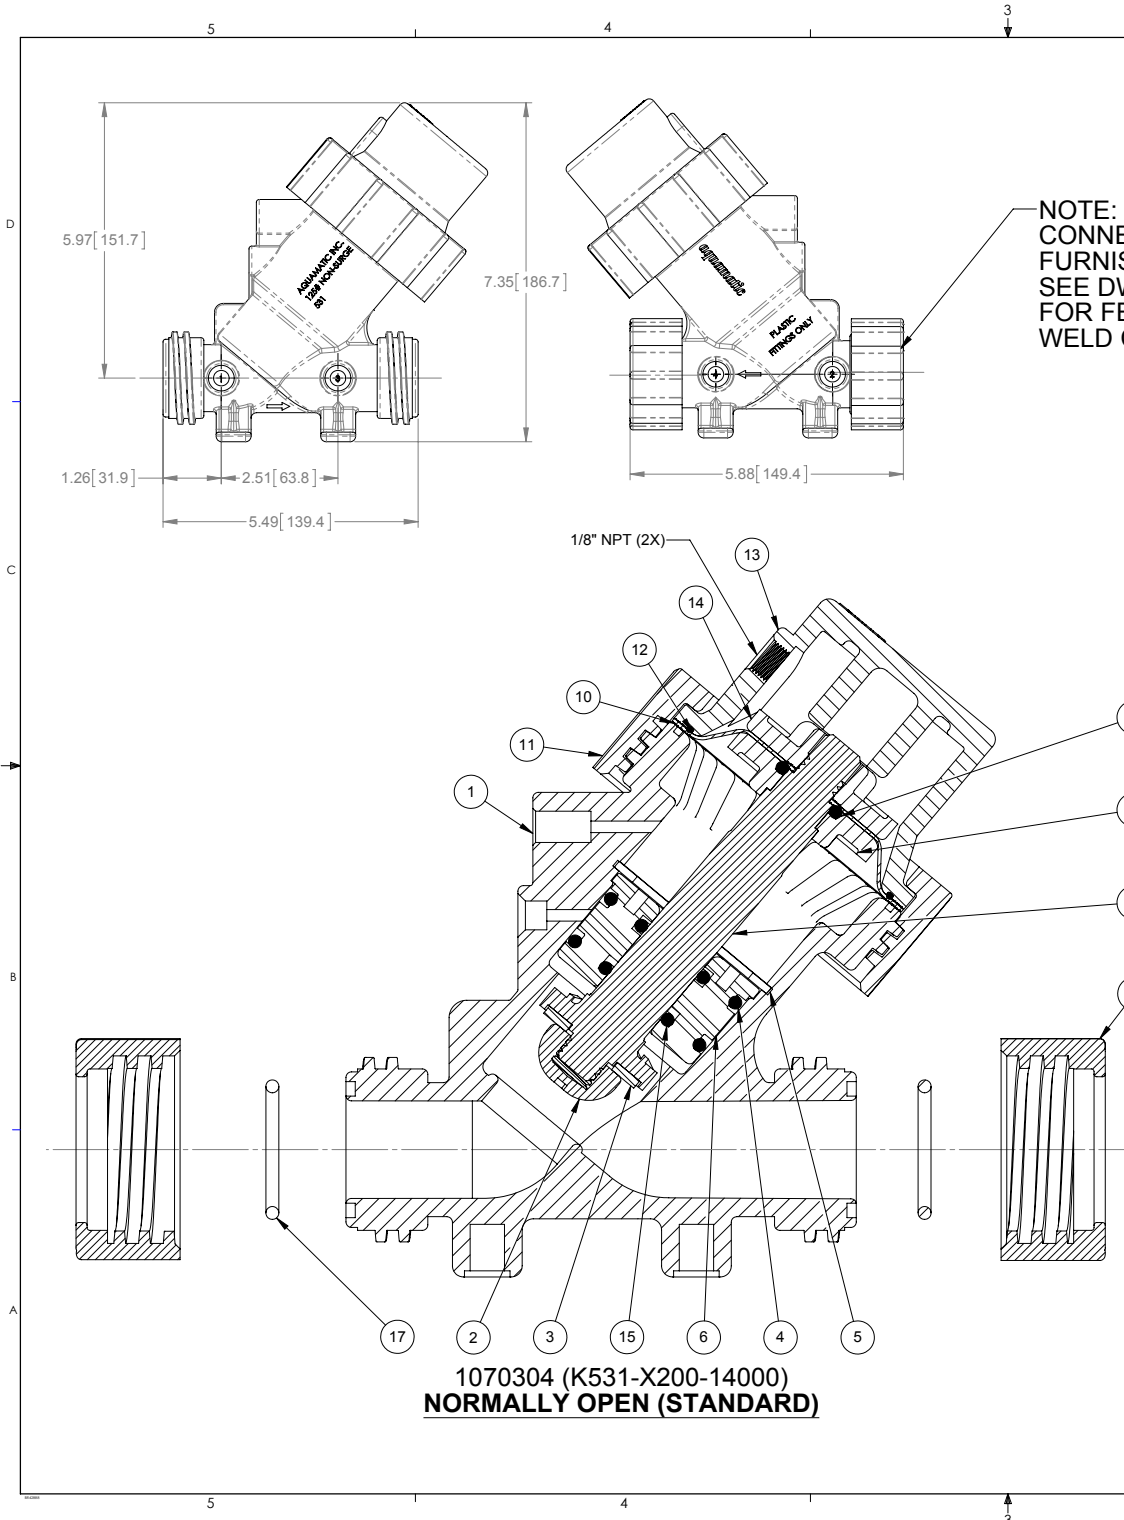 5
4
3
D
C
B
A
5.97[151.7]
7.35[186.7]
AQUAMATIC INC.
125# NON-SURGE
531
1.26[31.9]
2.51[63.8]
5.49[139.4]
aquamatic
PLASTIC
FITTINGS ONLY
5.88[149.4]
NOTE:
CONNE
FURNIS
SEE DW
FOR FE
WELD
1/8" NPT (2X)
13
14
12
10
11
1
17
2
3
15
6
4
5
1070304 (K531-X200-14000)
NORMALLY OPEN (STANDARD)
5
4
3